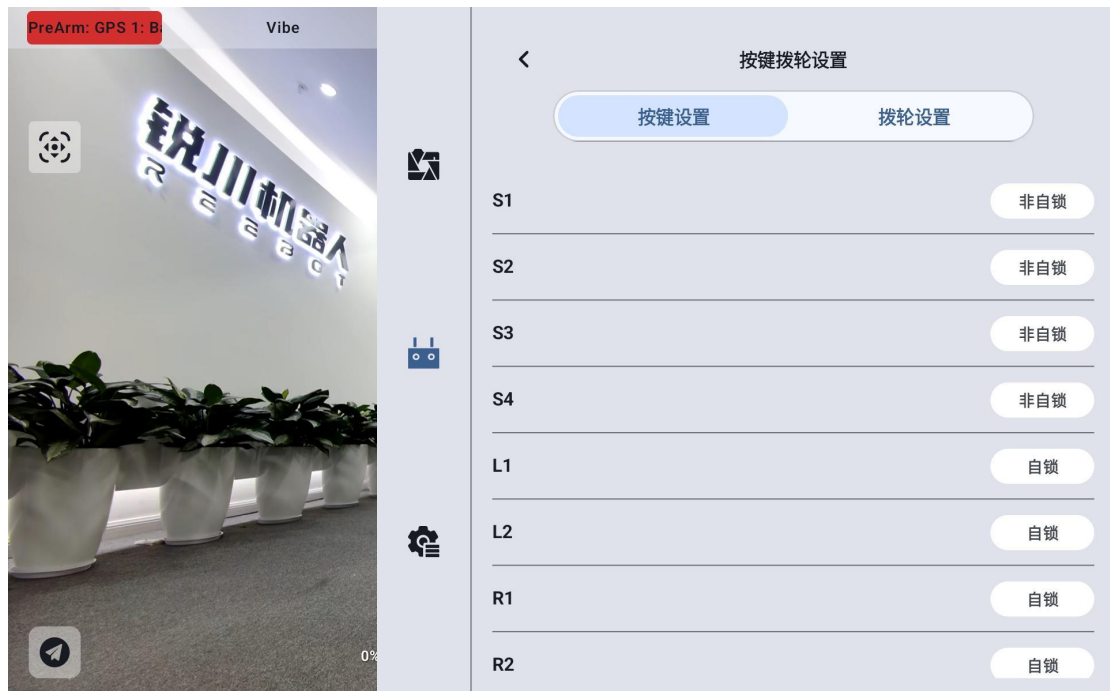 PreArm: GPS 1: Ba
Vibe
锐川机器人
Reebot
0%
按键拨轮设置
按键设置
拨轮设置
S1
非自锁
S2
非自锁
S3
非自锁
S4
非自锁
L1
自锁
L2
自锁
R1
自锁
R2
自锁